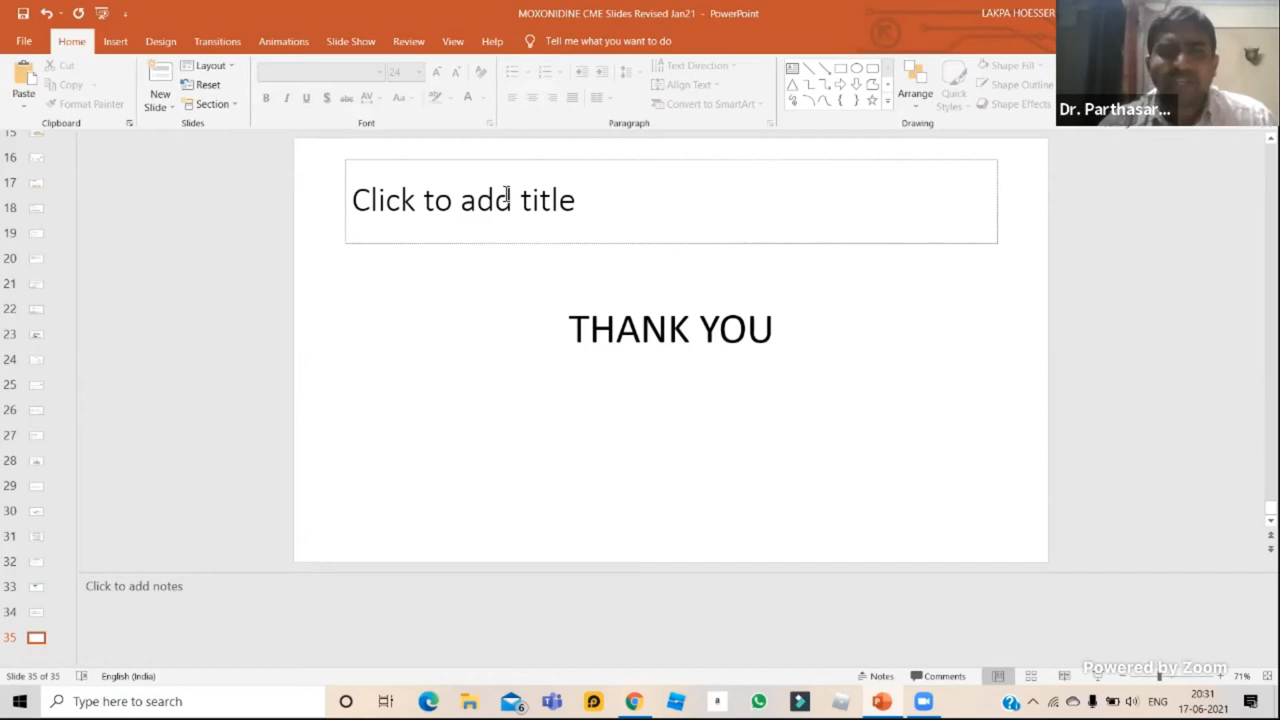 MOXONIDINE CME Slides Revised Jan21 - PowerPoint
LAKPA HOESSER
File Home Insert Design Transitions Animations Slide Show Review View Help Tell me what you want to do
Paste
Cut
Copy
Format Painter
Clipboard
New
Slide
Layout
Reset
Section
Slides
24
Font
Text Direction
Align Text
Convert to SmartArt
Paragraph
Arrange
Quick
Styles
Shape Fill
Shape Outline
Shape Effects
Drawing
Dr. Parthasar...
15
16
17
18
19
20
21
22
23
24
25
26
27
28
29
30
31
32
33
34
35
Click to add title
THANK YOU
Click to add notes
Slide 35 of 35
English (India)
Notes
Comments
71%
Powered by Zoom
Type here to search
6
ENG
20:31
17-06-2021